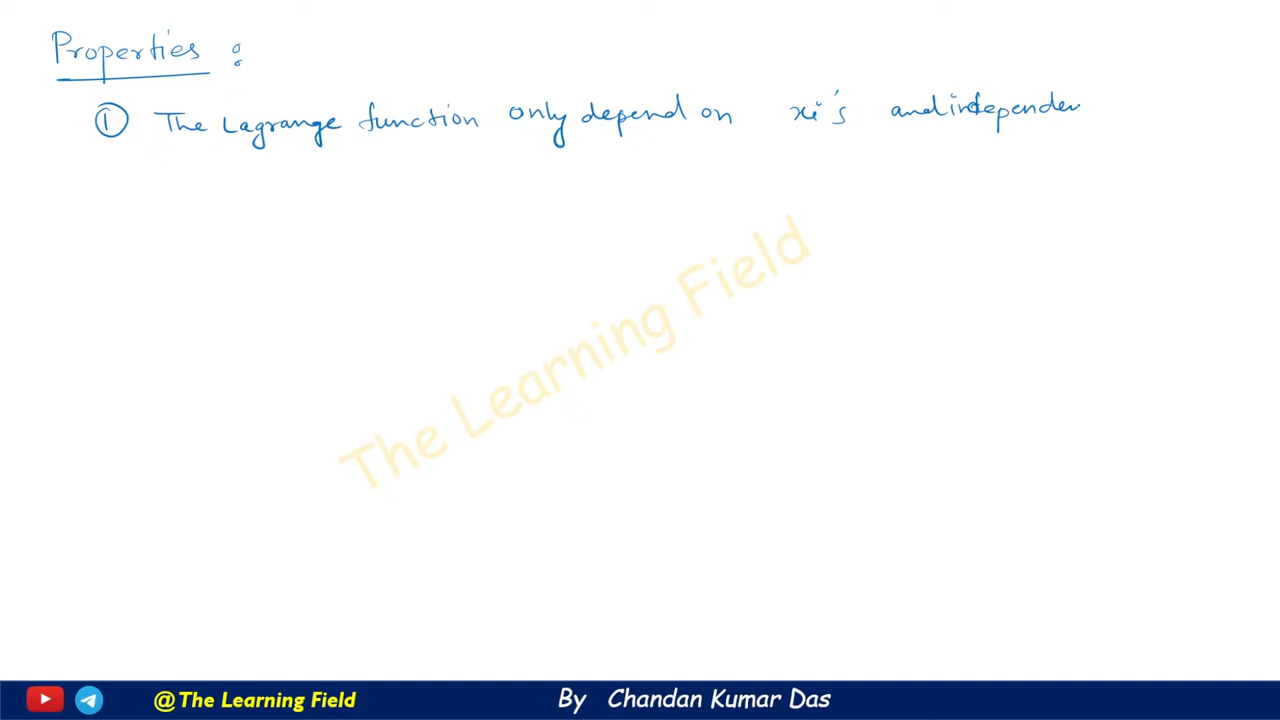 Properties :
① The Lagrange function only depend on xi's and independen
The Learning Field
@The Learning Field
By Chandan Kumar Das